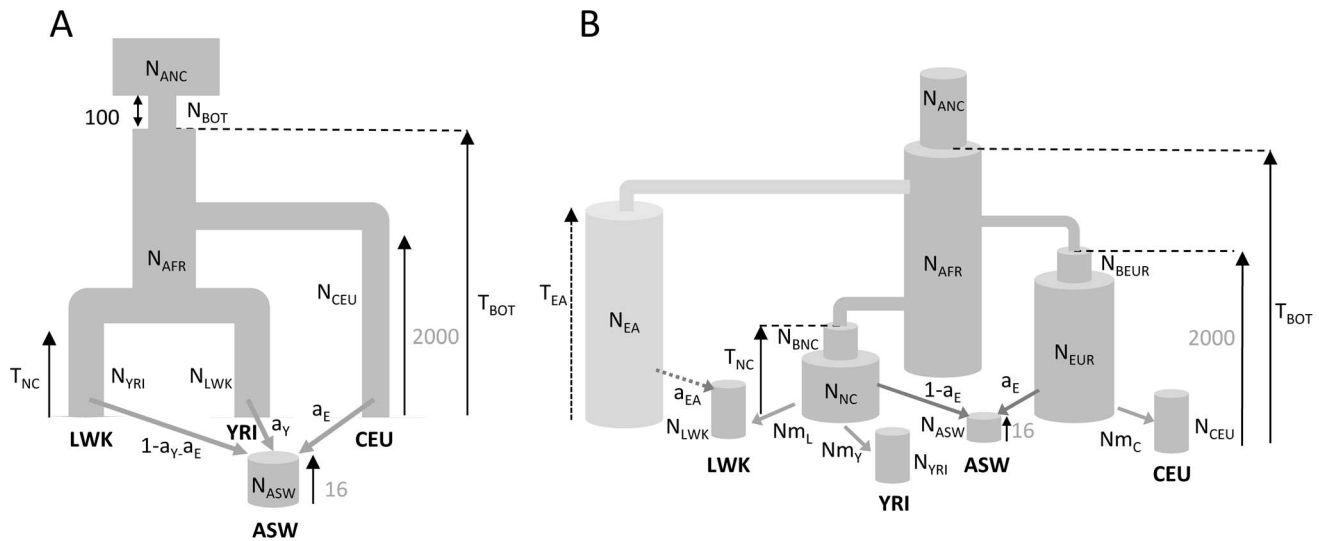 A
N_ANC
100
N_BOT
N_AFR
N_CEU
T_BOT
2000
T_NC
N_YRI
N_LWK
a_E
a_Y
LWK
YRI
CEU
1-a_Y-a_E
N_ASW
16
ASW
B
N_ANC
T_EA
N_EA
N_AFR
N_BEUR
T_BOT
2000
N_BNC
T_NC
N_EUR
N_NC
1-a_E
a_E
a_EA
N_LWK
Nm_L
N_ASW
16
Nm_C
N_CEU
LWK
Nm_Y
N_YRI
ASW
CEU
YRI